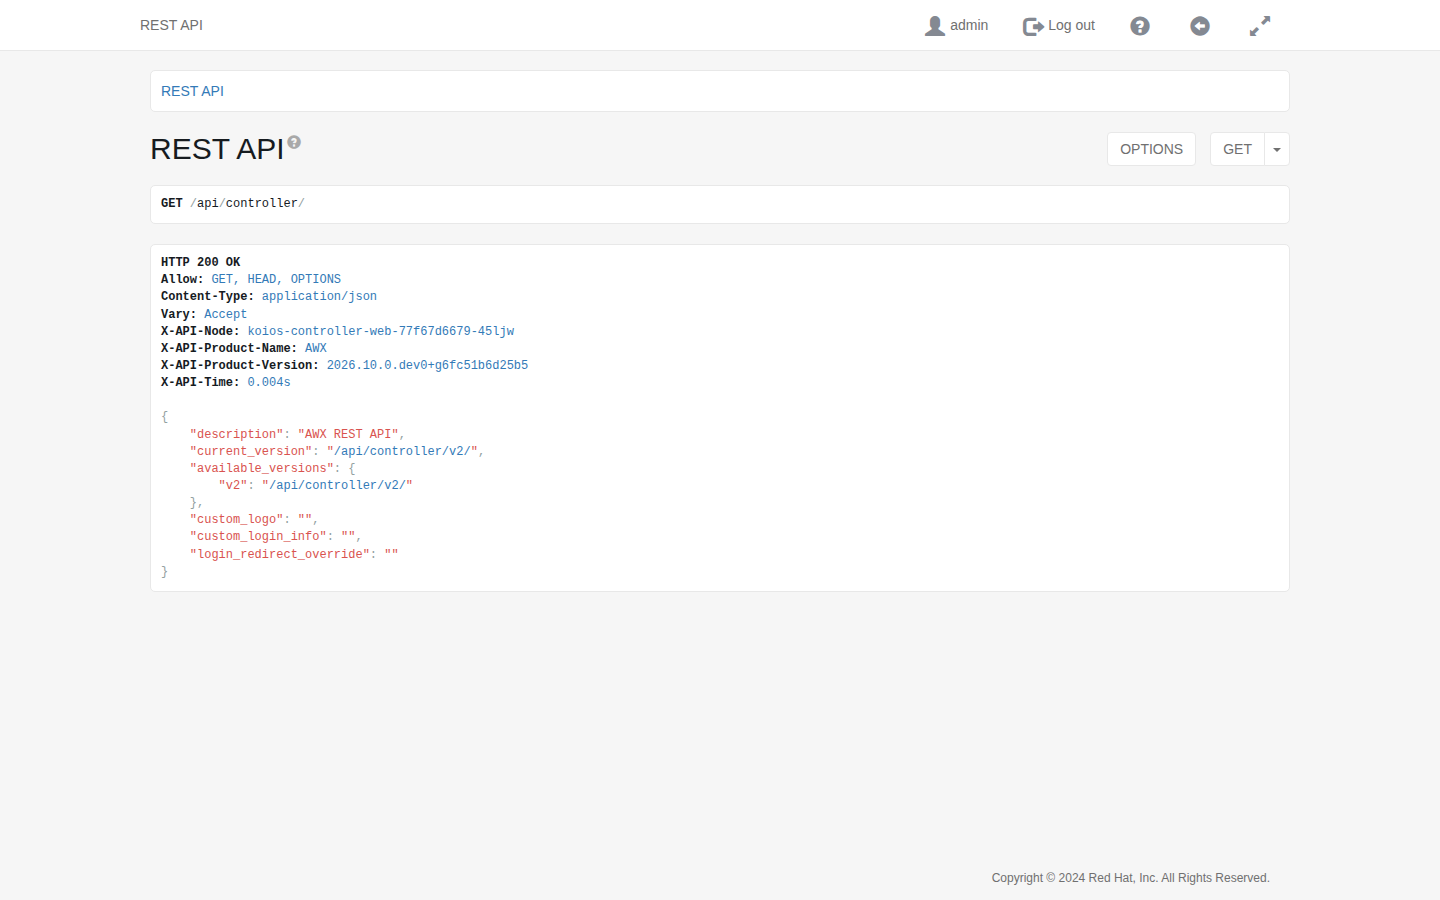 REST API
admin
Log out
REST API
REST API
OPTIONS
GET
GET /api/controller/
HTTP 200 OK
Allow: GET, HEAD, OPTIONS
Content-Type: application/json
Vary: Accept
X-API-Node: koios-controller-web-77f67d6679-45ljw
X-API-Product-Name: AWX
X-API-Product-Version: 2026.10.0.dev0+g6fc51b6d25b5
X-API-Time: 0.004s
{
    "description": "AWX REST API",
    "current_version": "/api/controller/v2/",
    "available_versions": {
        "v2": "/api/controller/v2/"
    },
    "custom_logo": "",
    "custom_login_info": "",
    "login_redirect_override": ""
}
Copyright © 2024 Red Hat, Inc. All Rights Reserved.